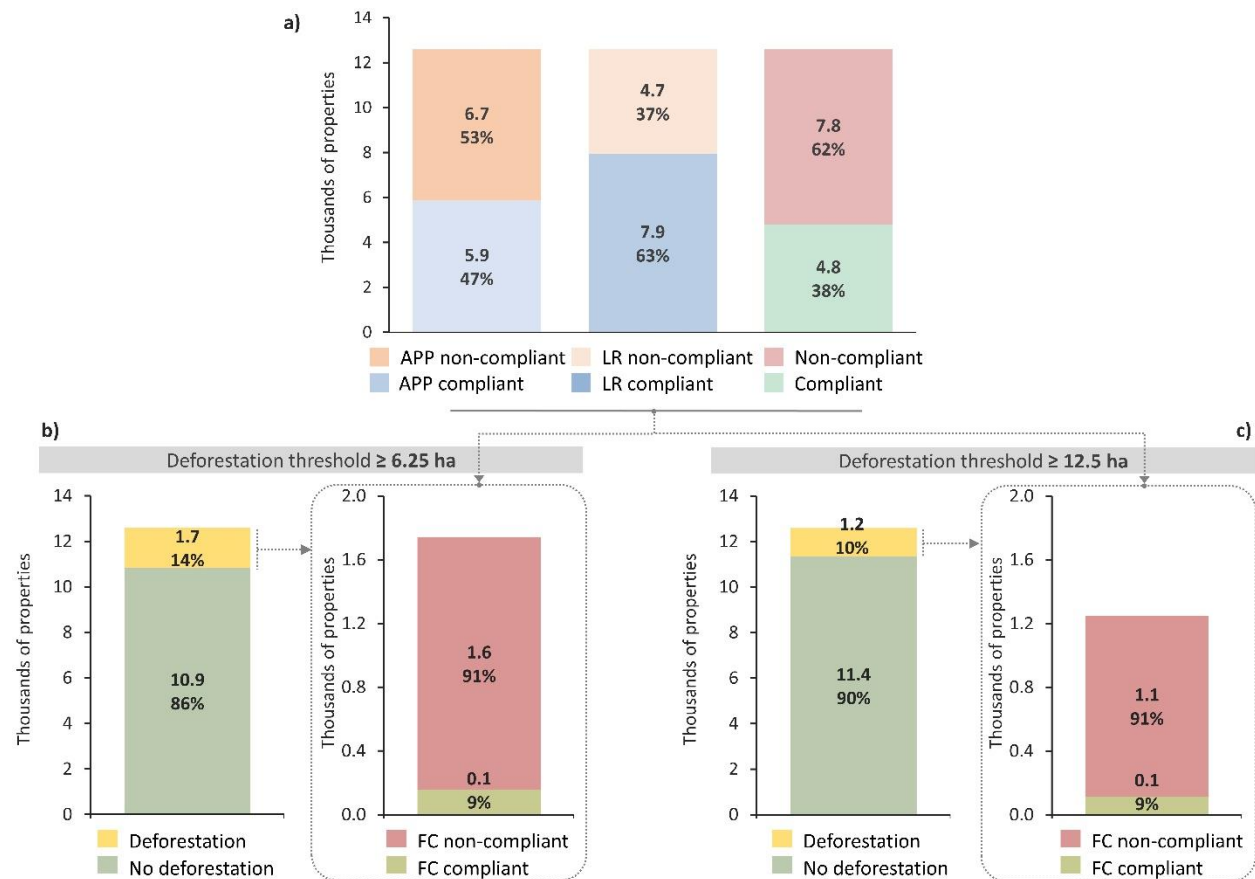 a)
Thousands of properties
14
12
10
8
6
4
2
0
6.7
53%
5.9
47%
4.7
37%
7.9
63%
7.8
62%
4.8
38%
APP non-compliant
LR non-compliant
Non-compliant
APP compliant
LR compliant
Compliant
b)
Deforestation threshold ≥ 6.25 ha
Thousands of properties
14
12
10
8
6
4
2
0
1.7
14%
10.9
86%
Deforestation
No deforestation
Thousands of properties
2.0
1.6
1.2
0.8
0.4
0.0
1.6
91%
0.1
9%
FC non-compliant
FC compliant
c)
Deforestation threshold ≥ 12.5 ha
Thousands of properties
14
12
10
8
6
4
2
0
1.2
10%
11.4
90%
Deforestation
No deforestation
Thousands of properties
2.0
1.6
1.2
0.8
0.4
0.0
1.1
91%
0.1
9%
FC non-compliant
FC compliant